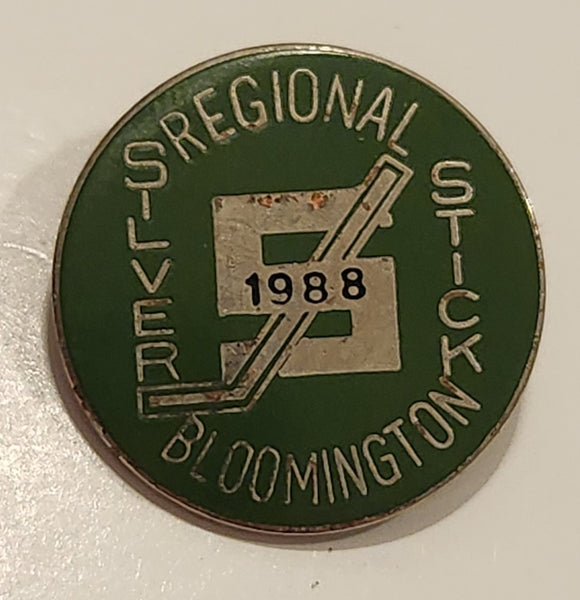 REGIONAL
SILVER
STICK
S
1988
BLOOMINGTON